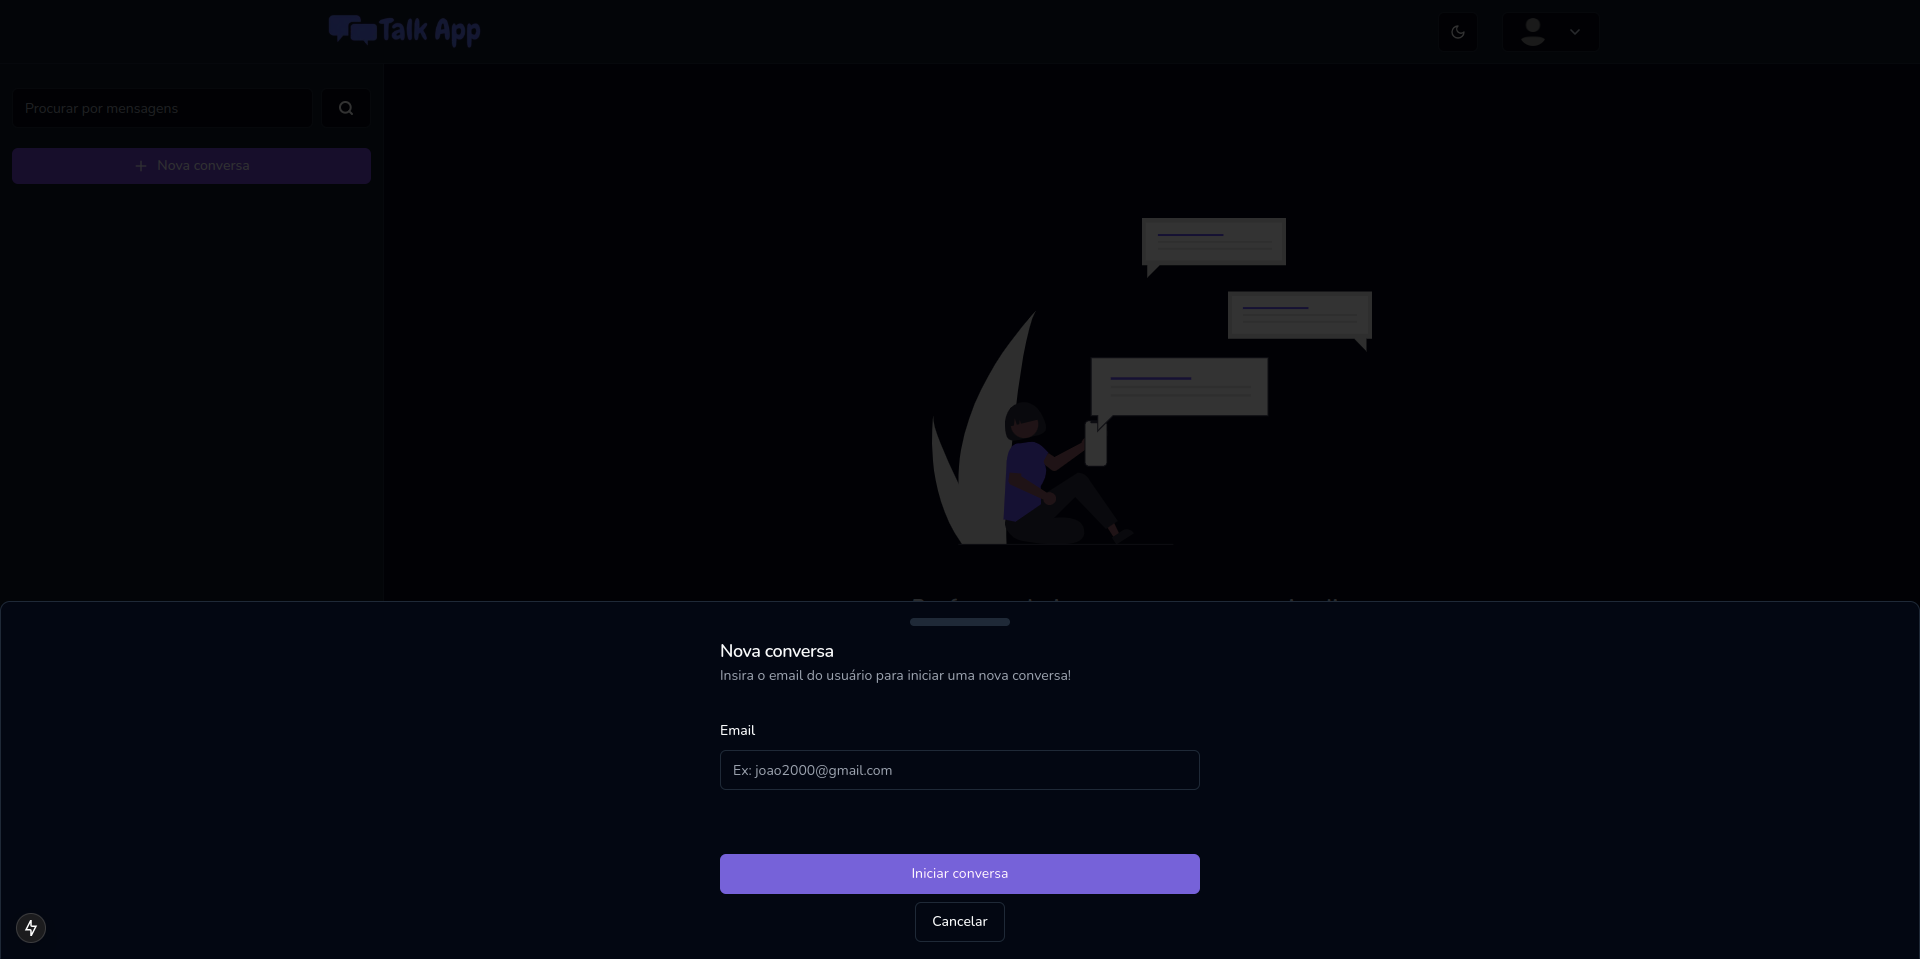 Talk App
Procurar por mensagens
Nova conversa
Nova conversa
Insira o email do usuário para iniciar uma nova conversa!
Email
Ex: joao2000@gmail.com
Iniciar conversa
Cancelar